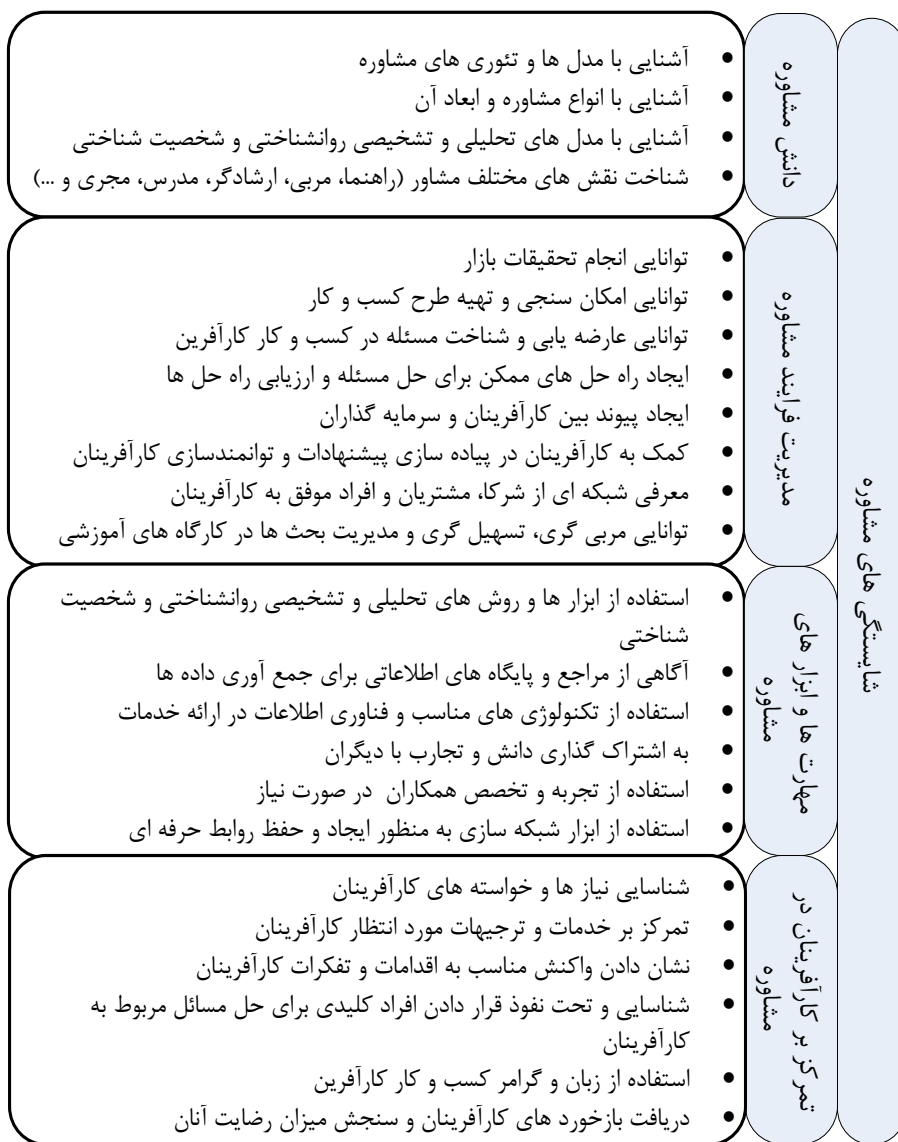 شایستگی های مشاوره
دانش مشاوره
• آشنایی با مدل ها و تئوری های مشاوره
• آشنایی با انواع مشاوره و ابعاد آن
• آشنایی با مدل های تحلیلی و تشخیصی روانشناختی و شخصیت شناختی
• شناخت نقش های مختلف مشاور (راهنما، مربی، ارشادگر، مدرس، مجری و ...)
مدیریت فرایند مشاوره
• توانایی انجام تحقیقات بازار
• توانایی امکان سنجی و تهیه طرح کسب و کار
• توانایی عارضه یابی و شناخت مسئله در کسب و کار کارآفرین
• ایجاد راه حل های ممکن برای حل مسئله و ارزیابی راه حل ها
• ایجاد پیوند بین کارآفرینان و سرمایه گذاران
• کمک به کارآفرینان در پیاده سازی پیشنهادات و توانمندسازی کارآفرینان
• معرفی شبکه ای از شرکا، مشتریان و افراد موفق به کارآفرینان
• توانایی مربی گری، تسهیل گری و مدیریت بحث ها در کارگاه های آموزشی
مهارت ها و ابزار های
مشاوره
• استفاده از ابزار ها و روش های تحلیلی و تشخیصی روانشناختی و شخصیت
شناختی
• آگاهی از مراجع و پایگاه های اطلاعاتی برای جمع آوری داده ها
• استفاده از تکنولوژی های مناسب و فناوری اطلاعات در ارائه خدمات
• به اشتراک گذاری دانش و تجارب با دیگران
• استفاده از تجربه و تخصص همکاران در صورت نیاز
• استفاده از ابزار شبکه سازی به منظور ایجاد و حفظ روابط حرفه ای
تمرکز بر کارآفرینان در
مشاوره
• شناسایی نیاز ها و خواسته های کارآفرینان
• تمرکز بر خدمات و ترجیهات مورد انتظار کارآفرینان
• نشان دادن واکنش مناسب به اقدامات و تفکرات کارآفرینان
• شناسایی و تحت نفوذ قرار دادن افراد کلیدی برای حل مسائل مربوط به
کارآفرینان
• استفاده از زبان و گرامر کسب و کار کارآفرین
• دریافت بازخورد های کارآفرینان و سنجش میزان رضایت آنان